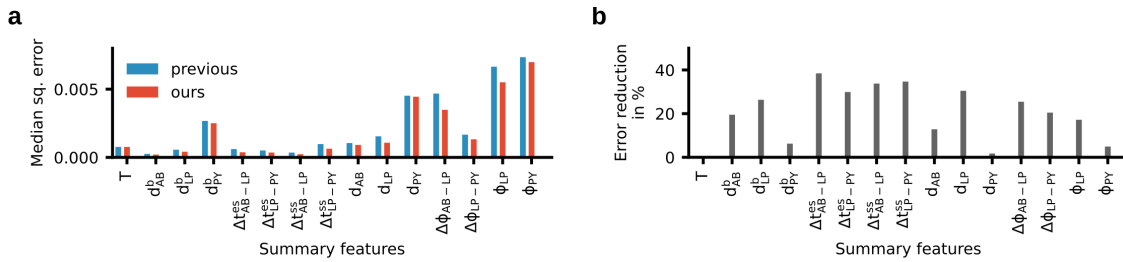 a
Median sq. error
0.005
0.000
previous
ours
T
d^b_AB
d^b_LP
d^b_PY
Δt^es_AB − LP
Δt^es_LP − PY
Δt^ss_AB − LP
Δt^ss_LP − PY
d_AB
d_LP
d_PY
Δϕ_AB − LP
Δϕ_LP − PY
ϕ_LP
ϕ_PY
Summary features
b
Error reduction
in %
40
20
0
T
d^b_AB
d^b_LP
d^b_PY
Δt^es_AB − LP
Δt^es_LP − PY
Δt^ss_AB − LP
Δt^ss_LP − PY
d_AB
d_LP
d_PY
Δϕ_AB − LP
Δϕ_LP − PY
ϕ_LP
ϕ_PY
Summary features